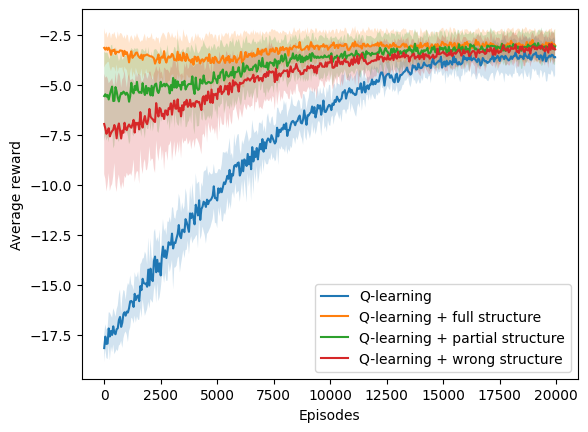 −2.5
−5.0
−7.5
−10.0
−12.5
−15.0
−17.5
Average reward
0 2500 5000 7500 10000 12500 15000 17500 20000
Episodes
Q-learning
Q-learning + full structure
Q-learning + partial structure
Q-learning + wrong structure